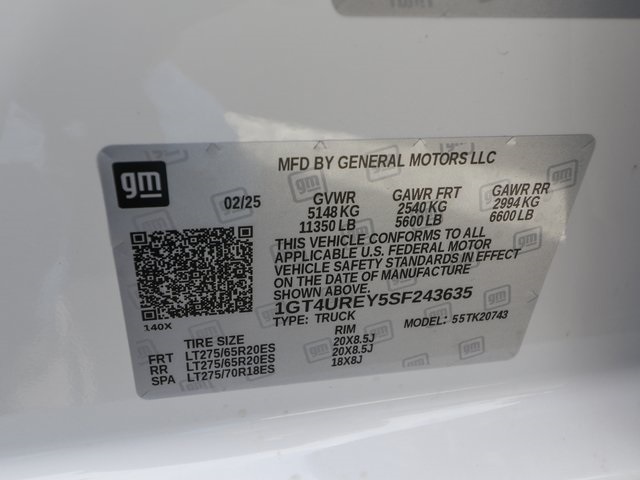 MFD BY GENERAL MOTORS LLC
gm
02/25
GVWR
5148 KG
11350 LB
GAWR FRT
2540 KG
5600 LB
GAWR RR
2994 KG
6600 LB
THIS VEHICLE CONFORMS TO ALL
APPLICABLE U.S. FEDERAL MOTOR
VEHICLE SAFETY STANDARDS IN EFFECT
ON THE DATE OF MANUFACTURE
SHOWN ABOVE.
1GT4UREY5SF243635
TYPE: TRUCK
MODEL: 55TK20743
140X
TIRE SIZE RIM
FRT LT275/65R20ES 20X8.5J
RR LT275/65R20ES 20X8.5J
SPA LT275/70R18ES 18X8J